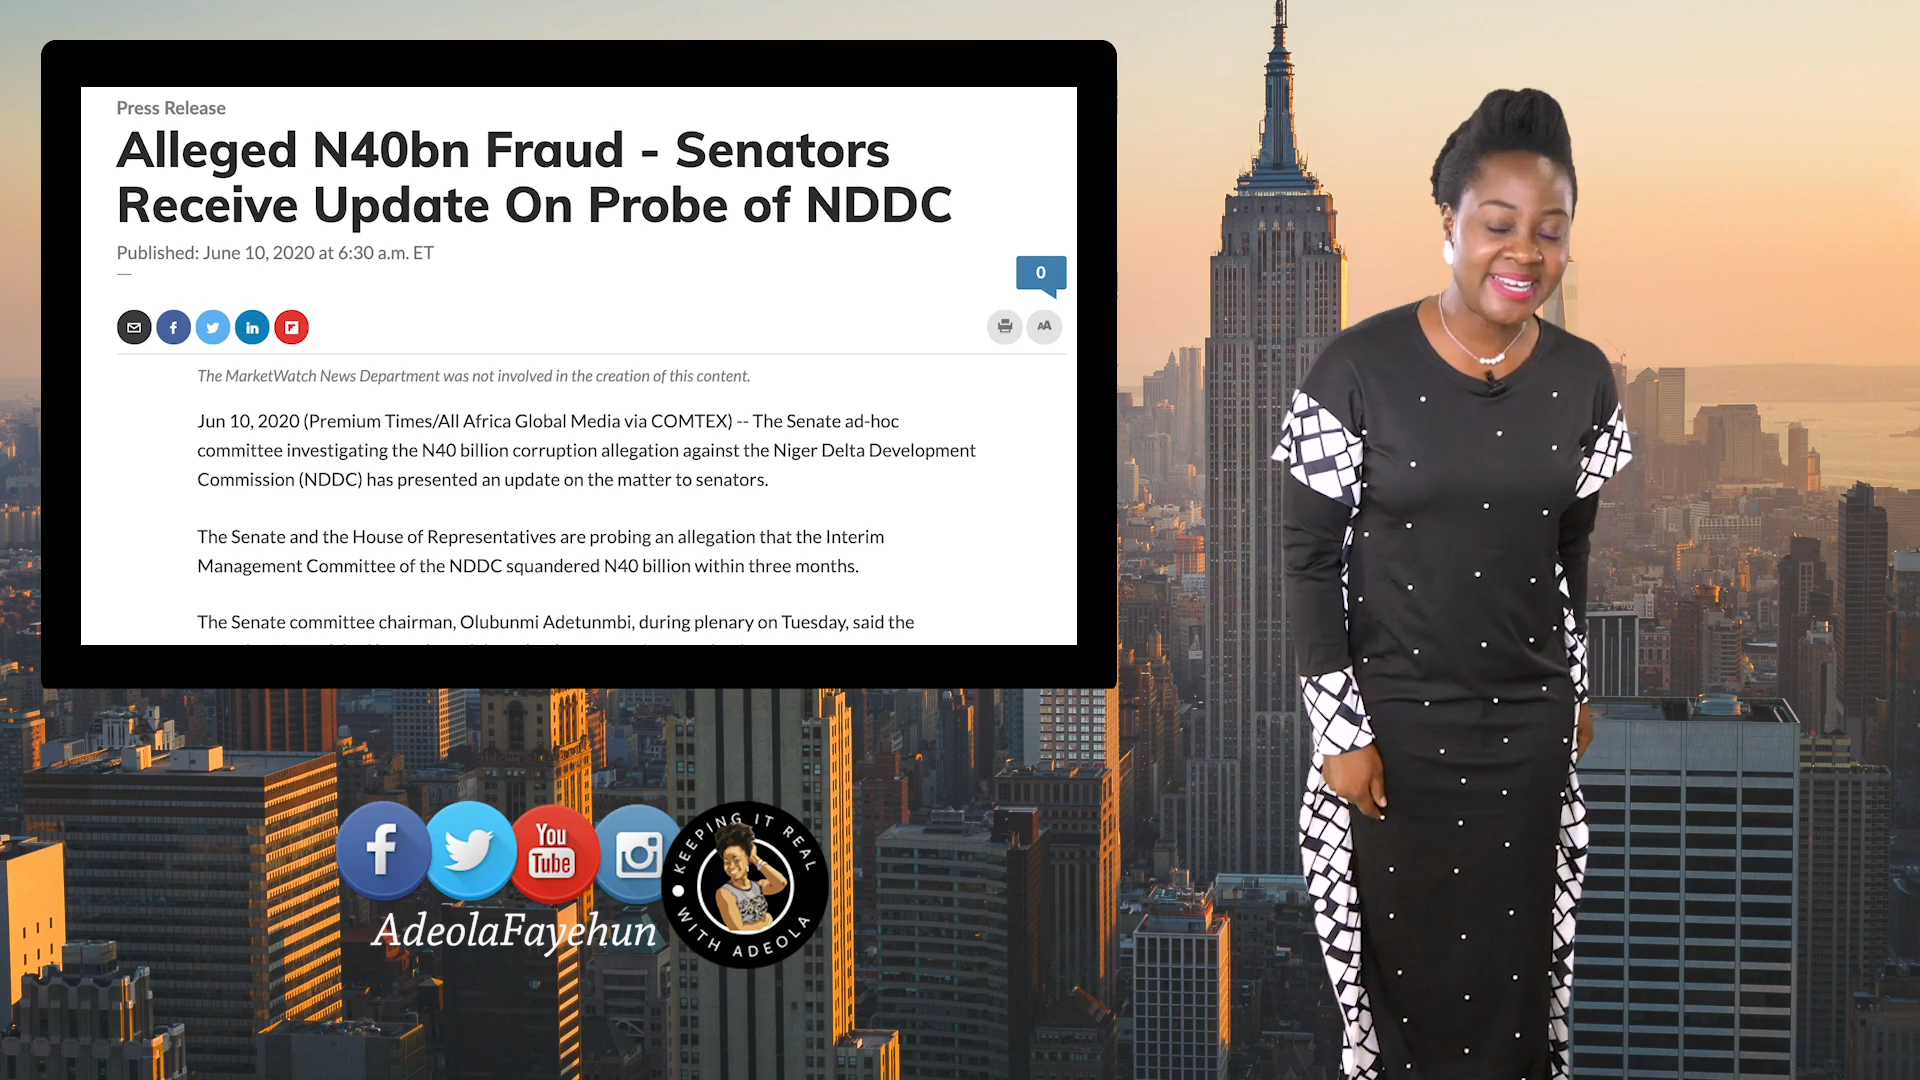 Press Release
Alleged N40bn Fraud - Senators
Receive Update On Probe of NDDC
Published: June 10, 2020 at 6:30 a.m. ET
0
f
in
AA
The MarketWatch News Department was not involved in the creation of this content.
Jun 10, 2020 (Premium Times/All Africa Global Media via COMTEX) -- The Senate ad-hoc
committee investigating the N40 billion corruption allegation against the Niger Delta Development
Commission (NDDC) has presented an update on the matter to senators.
The Senate and the House of Representatives are probing an allegation that the Interim
Management Committee of the NDDC squandered N40 billion within three months.
The Senate committee chairman, Olubunmi Adetunmbi, during plenary on Tuesday, said the
f
You
Tube
KEEPING IT REAL
WITH ADEOLA
AdeolaFayehun